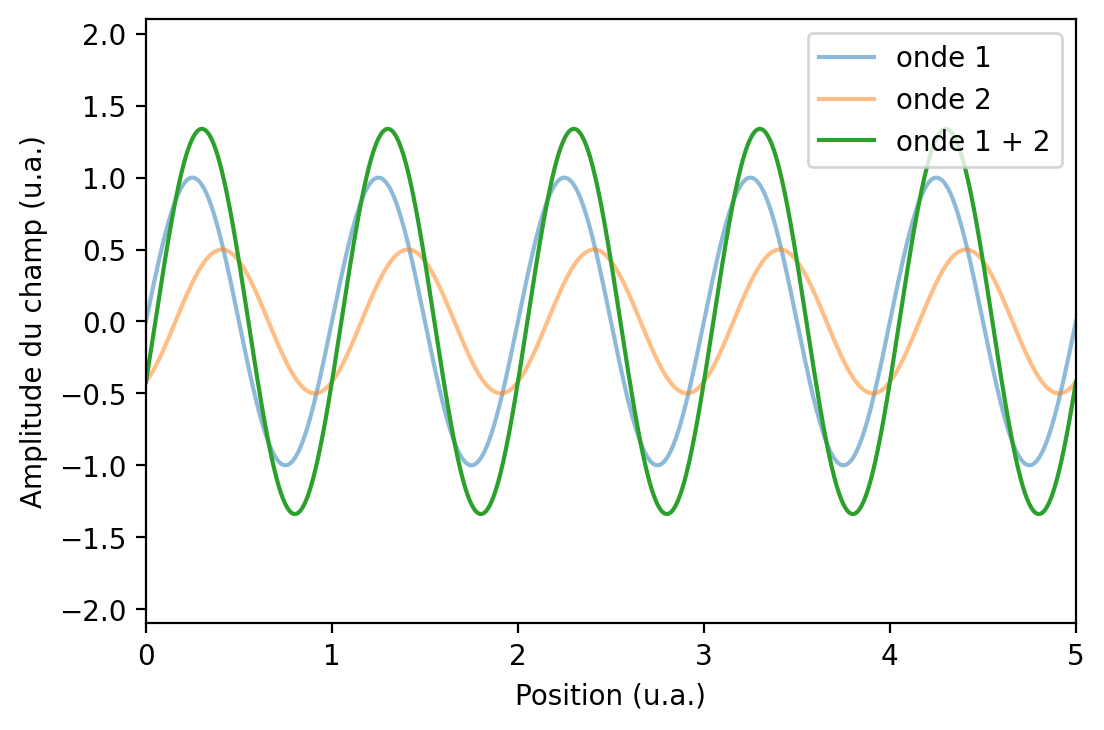 2.0
1.5
1.0
0.5
0.0
−0.5
−1.0
−1.5
−2.0
Amplitude du champ (u.a.)
onde 1
onde 2
onde 1 + 2
0 1 2 3 4 5
Position (u.a.)